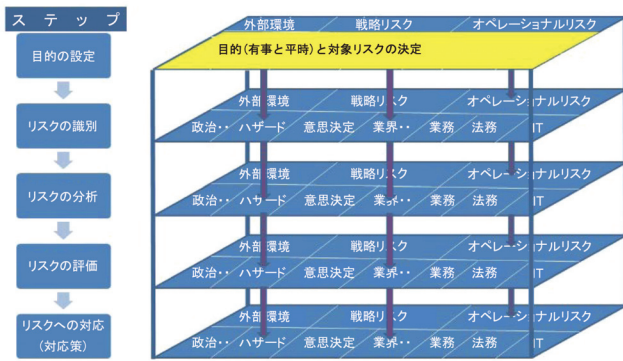 ステップ
目的の設定
リスクの識別
リスクの分析
リスクの評価
リスクへの対応
(対応策)
外部環境 戦略リスク オペレーショナルリスク
目的(有事と平時)と対象リスクの決定
外部環境 戦略リスク オペレーショナルリスク
政治・・ ハザード 意思決定 業界・・ 業務 法務 IT
外部環境 戦略リスク オペレーショナルリスク
政治・・ ハザード 意思決定 業界・・ 業務 法務 IT
外部環境 戦略リスク オペレーショナルリスク
政治・・ ハザード 意思決定 業界・・ 業務 法務 IT
外部環境 戦略リスク オペレーショナルリスク
政治・・ ハザード 意思決定 業界・・ 業務 法務 IT